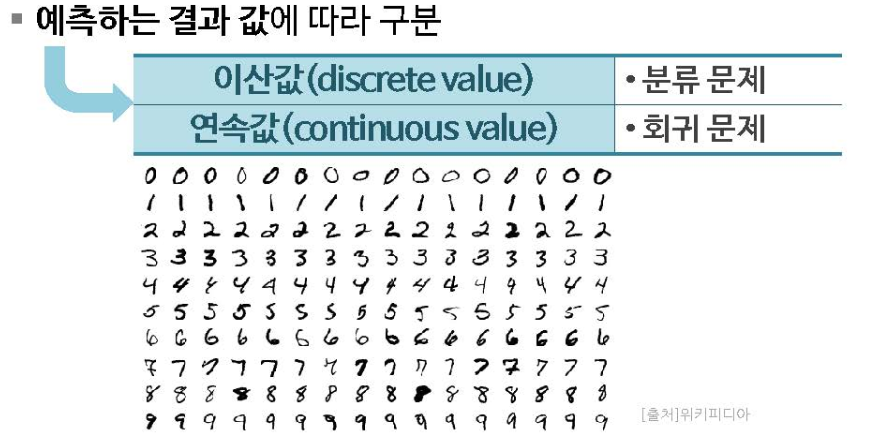 ▪ 예측하는 결과 값에 따라 구분
이산값(discrete value) • 분류 문제
연속값(continuous value) • 회귀 문제
0 0 0 0 0 0 0 0 0 0 0 0 0 0 0 0
1 1 1 1 1 1 1 1 1 1 1 1 1 1 1 1
2 2 2 2 2 2 2 2 2 2 2 2 2 2 2 2
3 3 3 3 3 3 3 3 3 3 3 3 3 3 3 3
4 4 4 4 4 4 4 4 4 4 4 4 4 4 4 4
5 5 5 5 5 5 5 5 5 5 5 5 5 5 5 5
6 6 6 6 6 6 6 6 6 6 6 6 6 6 6 6
7 7 7 7 7 7 7 7 7 7 7 7 7 7 7 7
8 8 8 8 8 8 8 8 8 8 8 8 8 8 8 8
9 9 9 9 9 9 9 9 9 9 9 9 9 9 9 9
[출처]위키피디아